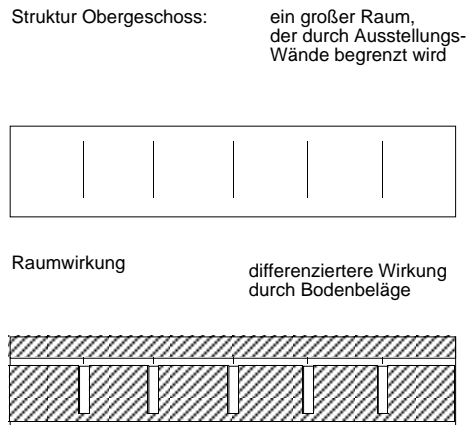 Struktur Obergeschoss:
ein großer Raum,
der durch Ausstellungs-
Wände begrenzt wird
Raumwirkung
differenziertere Wirkung
durch Bodenbeläge